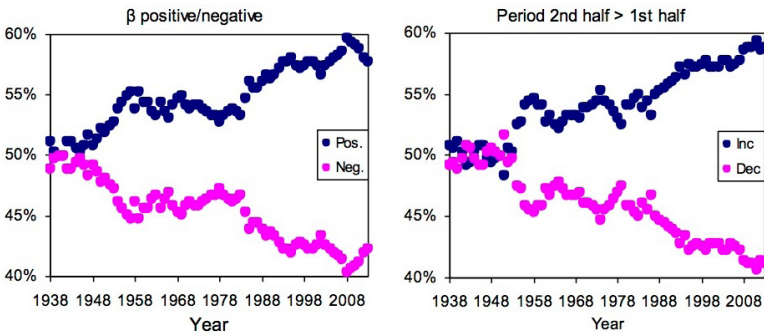 β positive/negative
60%
55%
50%
45%
40%
1938 1948 1958 1968 1978 1988 1998 2008
Year
Pos.
Neg.
Period 2nd half > 1st half
60%
55%
50%
45%
40%
1938 1948 1958 1968 1978 1988 1998 2008
Year
Inc
Dec